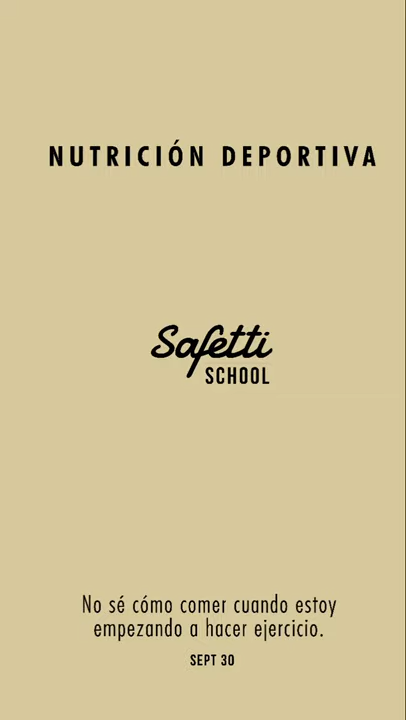 NUTRICIÓN DEPORTIVA
Safetti
SCHOOL
No sé cómo comer cuando estoy
empezando a hacer ejercicio.
SEPT 30